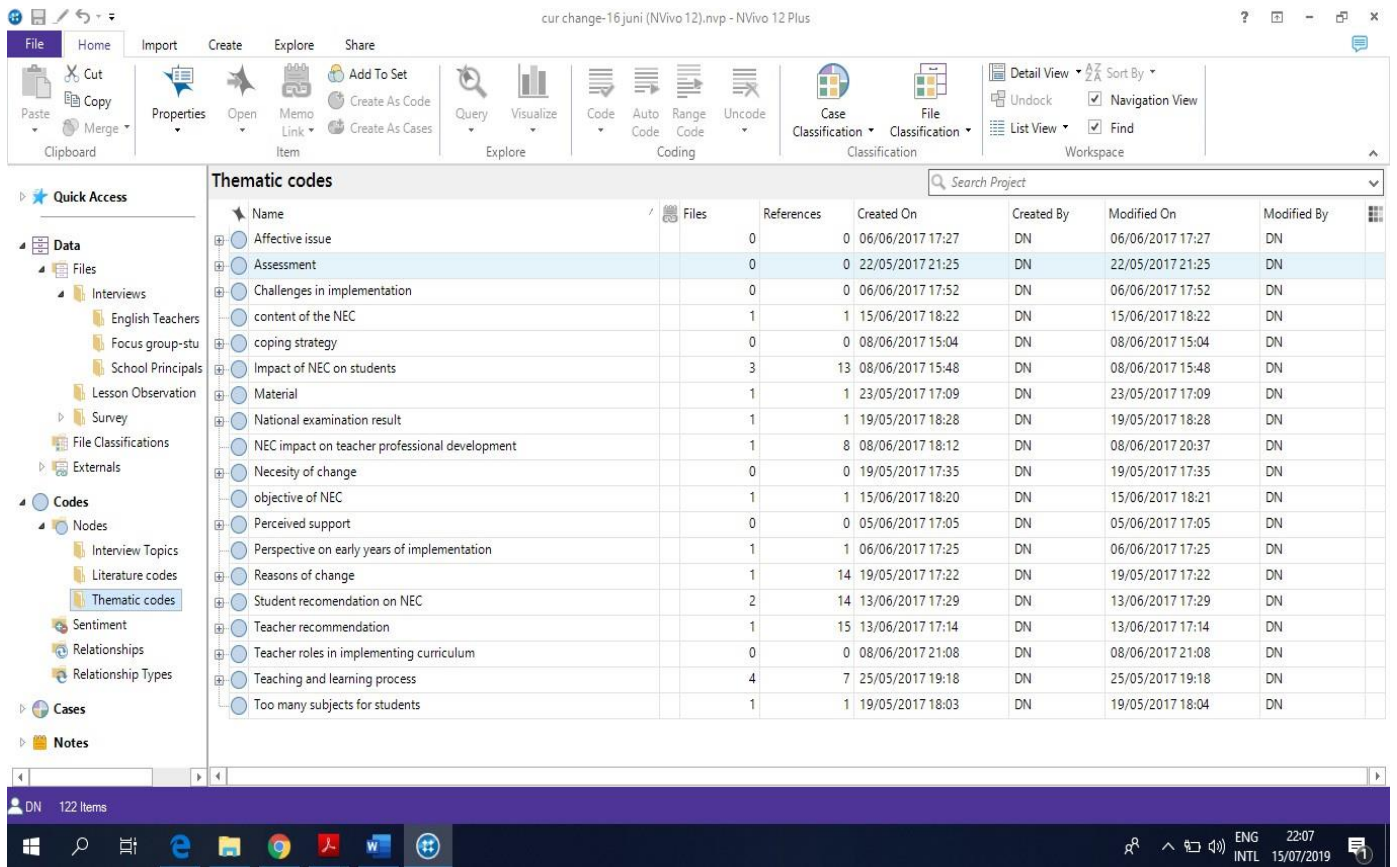 cur change-16 juni (NVivo 12).nvp - NVivo 12 Plus
File Home Import Create Explore Share
Paste
Cut
Copy
Merge
Clipboard
Properties
Open
Memo Link
Add To Set
Create As Code
Create As Cases
Item
Query
Visualize
Explore
Code
Auto Code
Range Code
Uncode
Coding
Case Classification
File Classification
Classification
Detail View
Sort By
Undock
Navigation View
List View
Find
Workspace
Quick Access
Data
Files
Interviews
English Teachers
Focus group-stu
School Principals
Lesson Observation
Survey
File Classifications
Externals
Codes
Nodes
Interview Topics
Literature codes
Thematic codes
Sentiment
Relationships
Relationship Types
Cases
Notes
Thematic codes
Search Project
Name Files References Created On Created By Modified On Modified By
Affective issue 0 0 06/06/2017 17:27 DN 06/06/2017 17:27 DN
Assessment 0 0 22/05/2017 21:25 DN 22/05/2017 21:25 DN
Challenges in implementation 0 0 06/06/2017 17:52 DN 06/06/2017 17:52 DN
content of the NEC 1 1 15/06/2017 18:22 DN 15/06/2017 18:22 DN
coping strategy 0 0 08/06/2017 15:04 DN 08/06/2017 15:04 DN
Impact of NEC on students 3 13 08/06/2017 15:48 DN 08/06/2017 15:48 DN
Material 1 1 23/05/2017 17:09 DN 23/05/2017 17:09 DN
National examination result 1 1 19/05/2017 18:28 DN 19/05/2017 18:28 DN
NEC impact on teacher professional development 1 8 08/06/2017 18:12 DN 08/06/2017 20:37 DN
Necesity of change 0 0 19/05/2017 17:35 DN 19/05/2017 17:35 DN
objective of NEC 1 1 15/06/2017 18:20 DN 15/06/2017 18:21 DN
Perceived support 0 0 05/06/2017 17:05 DN 05/06/2017 17:05 DN
Perspective on early years of implementation 1 1 06/06/2017 17:25 DN 06/06/2017 17:25 DN
Reasons of change 1 14 19/05/2017 17:22 DN 19/05/2017 17:22 DN
Student recomendation on NEC 2 14 13/06/2017 17:29 DN 13/06/2017 17:29 DN
Teacher recommendation 1 15 13/06/2017 17:14 DN 13/06/2017 17:14 DN
Teacher roles in implementing curriculum 0 0 08/06/2017 21:08 DN 08/06/2017 21:08 DN
Teaching and learning process 4 7 25/05/2017 19:18 DN 25/05/2017 19:18 DN
Too many subjects for students 1 1 19/05/2017 18:03 DN 19/05/2017 18:04 DN
DN 122 Items
ENG 22:07
INTL 15/07/2019
1